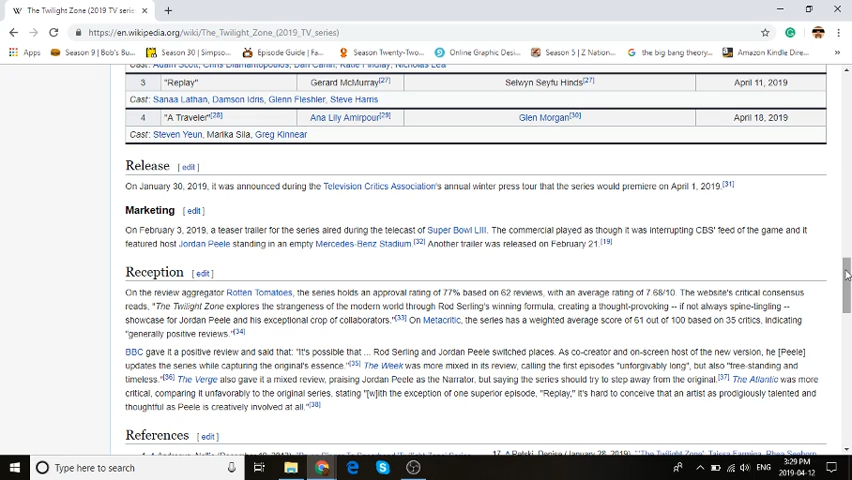 The Twilight Zone (2019 TV serie
https://en.wikipedia.org/wiki/The_Twilight_Zone_(2019_TV_series)
Apps Season 9 | Bob's Bu... Season 30 | Simpso... Episode Guide | Fa... Season Twenty-Two... Online Graphic Desi... Season 5 | Z Nation... the big bang theory... Amazon Kindle Direc...
3 "Replay" Gerard McMurray[27] Selwyn Seyfu Hinds[27] April 11, 2019
Cast: Sanaa Lathan, Damson Idris, Glenn Fleshler, Steve Harris
4 "A Traveler"[28] Ana Lily Amirpour[29] Glen Morgan[30] April 18, 2019
Cast: Steven Yeun, Marika Sila, Greg Kinnear
Release [ edit ]
On January 30, 2019, it was announced during the Television Critics Association's annual winter press tour that the series would premiere on April 1, 2019.[31]
Marketing [ edit ]
On February 3, 2019, a teaser trailer for the series aired during the telecast of Super Bowl LIII. The commercial played as though it was interrupting CBS' feed of the game and it
featured host Jordan Peele standing in an empty Mercedes-Benz Stadium.[32] Another trailer was released on February 21.[19]
Reception [ edit ]
On the review aggregator Rotten Tomatoes, the series holds an approval rating of 77% based on 62 reviews, with an average rating of 7.68/10. The website's critical consensus
reads, "The Twilight Zone explores the strangeness of the modern world through Rod Serling's winning formula, creating a thought-provoking -- if not always spine-tingling --
showcase for Jordan Peele and his exceptional crop of collaborators."[33] On Metacritic, the series has a weighted average score of 61 out of 100 based on 35 critics, indicating
"generally positive reviews."[34]
BBC gave it a positive review and said that: "It's possible that ... Rod Serling and Jordan Peele switched places. As co-creator and on-screen host of the new version, he [Peele]
updates the series while capturing the original's essence."[35] The Week was more mixed in its review, calling the first episodes "unforgivably long", but also "free-standing and
timeless."[36] The Verge also gave it a mixed review, praising Jordan Peele as the Narrator, but saying the series should try to step away from the original.[37] The Atlantic was more
critical, comparing it unfavorably to the original series, stating "[w]ith the exception of one superior episode, "Replay," it's hard to conceive that an artist as prodigiously talented and
thoughtful as Peele is creatively involved at all."[38]
References [ edit ]
Type here to search
ENG
3:29 PM
2019-04-12